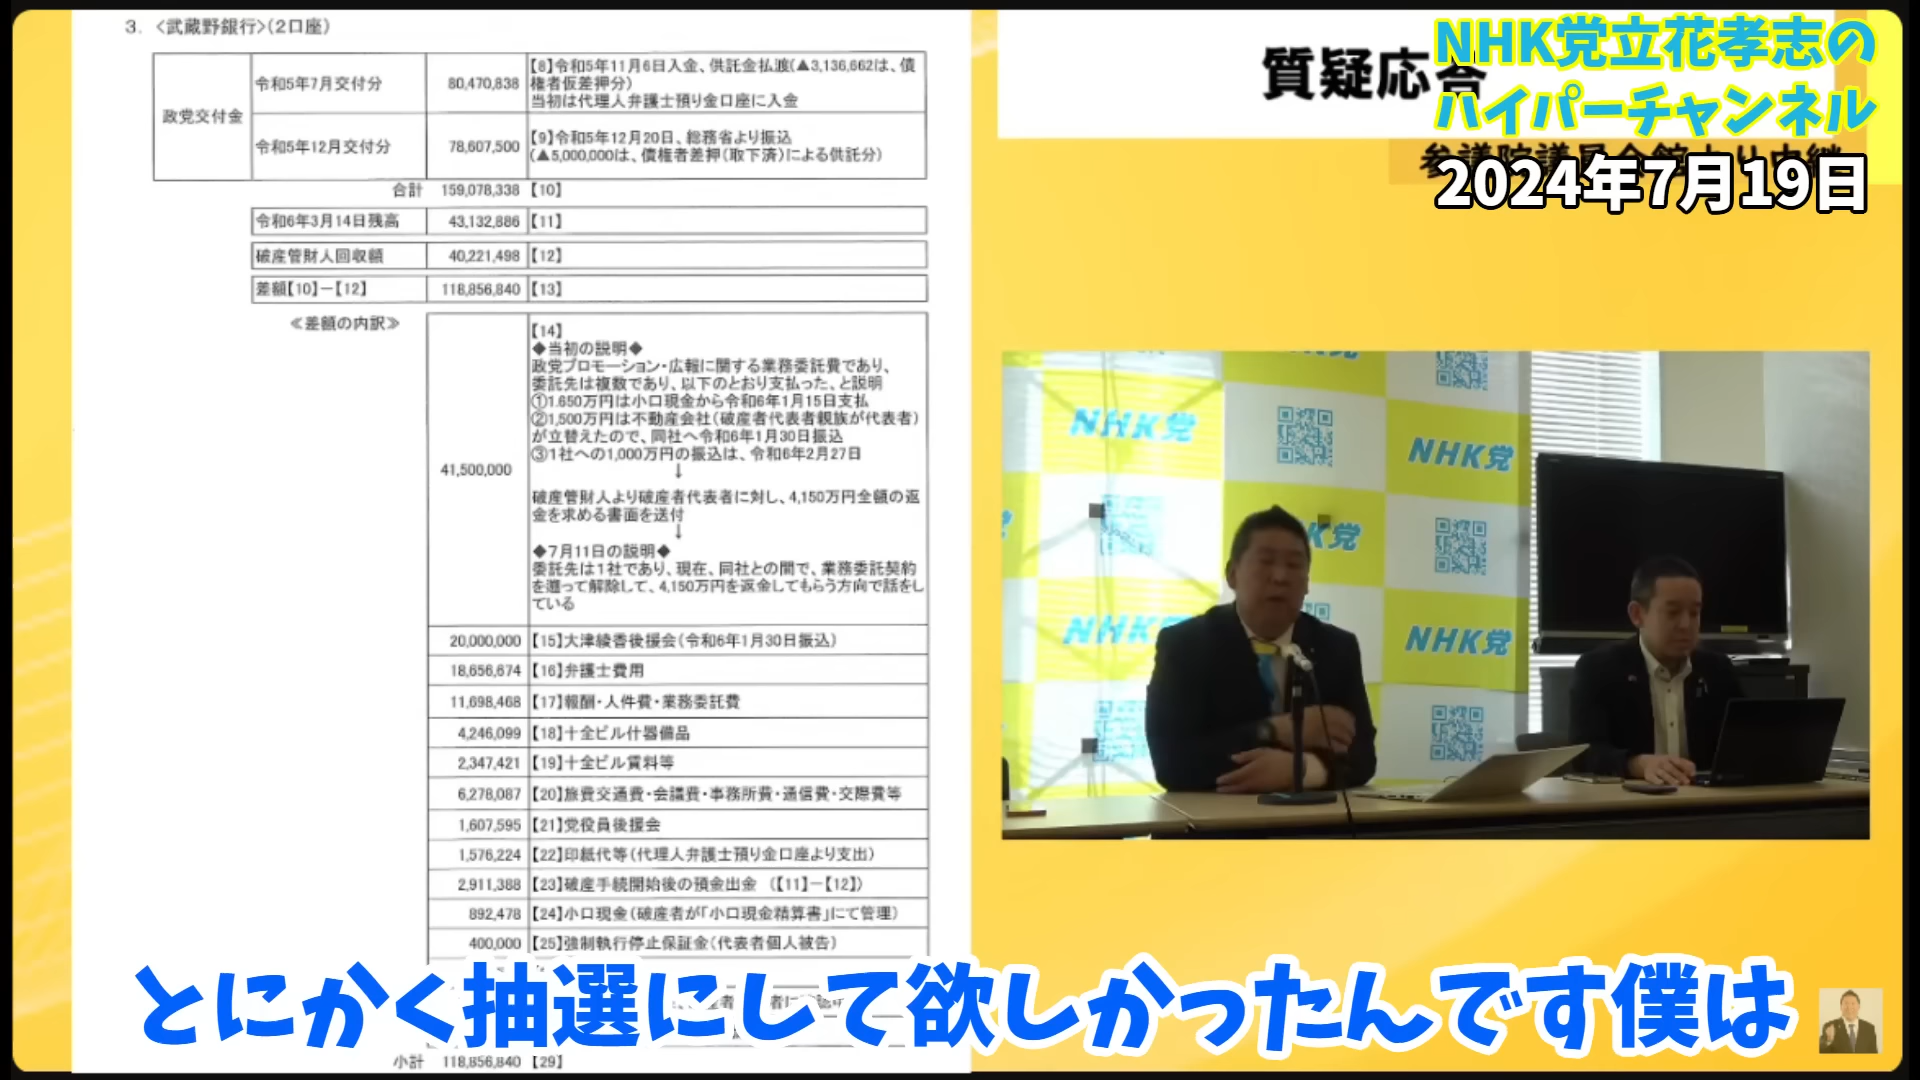 3. <武蔵野銀行>(2口座)
政党交付金
令和5年7月交付分 80,470,838 【8】令和5年11月6日入金、供託金払渡(▲3,136,662は、債
権者仮差押分)
当初は代理人弁護士預り金口座に入金
令和5年12月交付分 78,607,500 【9】令和5年12月20日、総務省より振込
(▲5,000,000は、債権者差押(取下済)による供託分)
合計 159,078,338 【10】
令和6年3月14日残高 43,132,886 【11】
破産管財人回収額 40,221,498 【12】
差額【10】-【12】 118,856,840 【13】
≪差額の内訳≫
41,500,000
【14】
◆当初の説明◆
政党プロモーション・広報に関する業務委託費であり、
委託先は複数であり、以下のとおり支払った、と説明
①1,650万円は小口現金から令和6年1月15日支払
②1,500万円は不動産会社(破産者代表者親族が代表者)
が立替えたので、同社へ令和6年1月30日振込
③1社への1,000万円の振込は、令和6年2月27日
↓
破産管財人より破産者代表者に対し、4,150万円全額の返
金を求める書面を送付
↓
◆7月11日の説明◆
委託先は1社であり、現在、同社との間で、業務委託契約
を遡って解除して、4,150万円を返金してもらう方向で話をし
ている
20,000,000 【15】大津綾香後援会(令和6年1月30日振込)
18,656,674 【16】弁護士費用
11,698,468 【17】報酬・人件費・業務委託費
4,246,099 【18】十全ビル什器備品
2,347,421 【19】十全ビル賃料等
6,278,087 【20】旅費交通費・会議費・事務所費・通信費・交際費等
1,607,595 【21】党役員後援会
1,576,224 【22】印紙代等(代理人弁護士預り金口座より支出)
2,911,388 【23】破産手続開始後の預金出金 (【11】-【12】)
892,478 【24】小口現金(破産者が「小口現金精算書」にて管理)
400,000 【25】強制執行停止保証金(代表者個人被告)
小計 118,856,840 【29】
質疑応答
NHK党立花孝志の
ハイパーチャンネル
参議院議員会館より中継
2024年7月19日
NHK党
NHK党
K党
NHK
NHK党
とにかく抽選にして欲しかったんです僕は